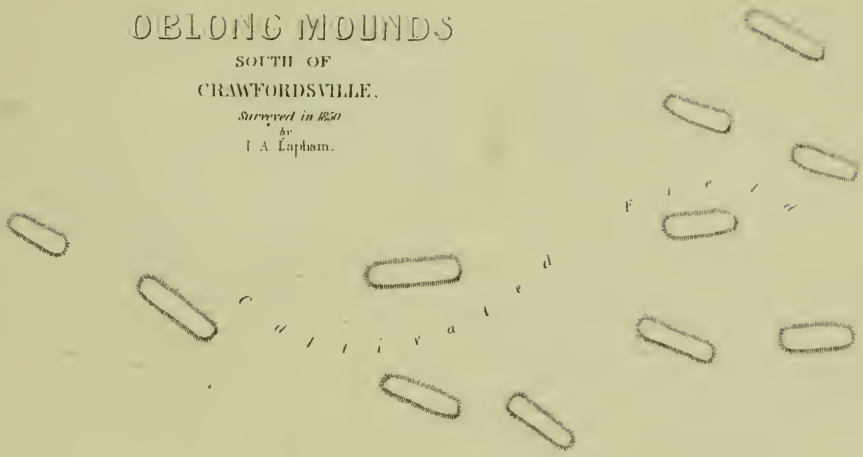 OBLONG MOUNDS
SOUTH OF
CRAWFORDSVILLE.
Surveyed in 1850
by
I A Lapham.
Cultivated Field